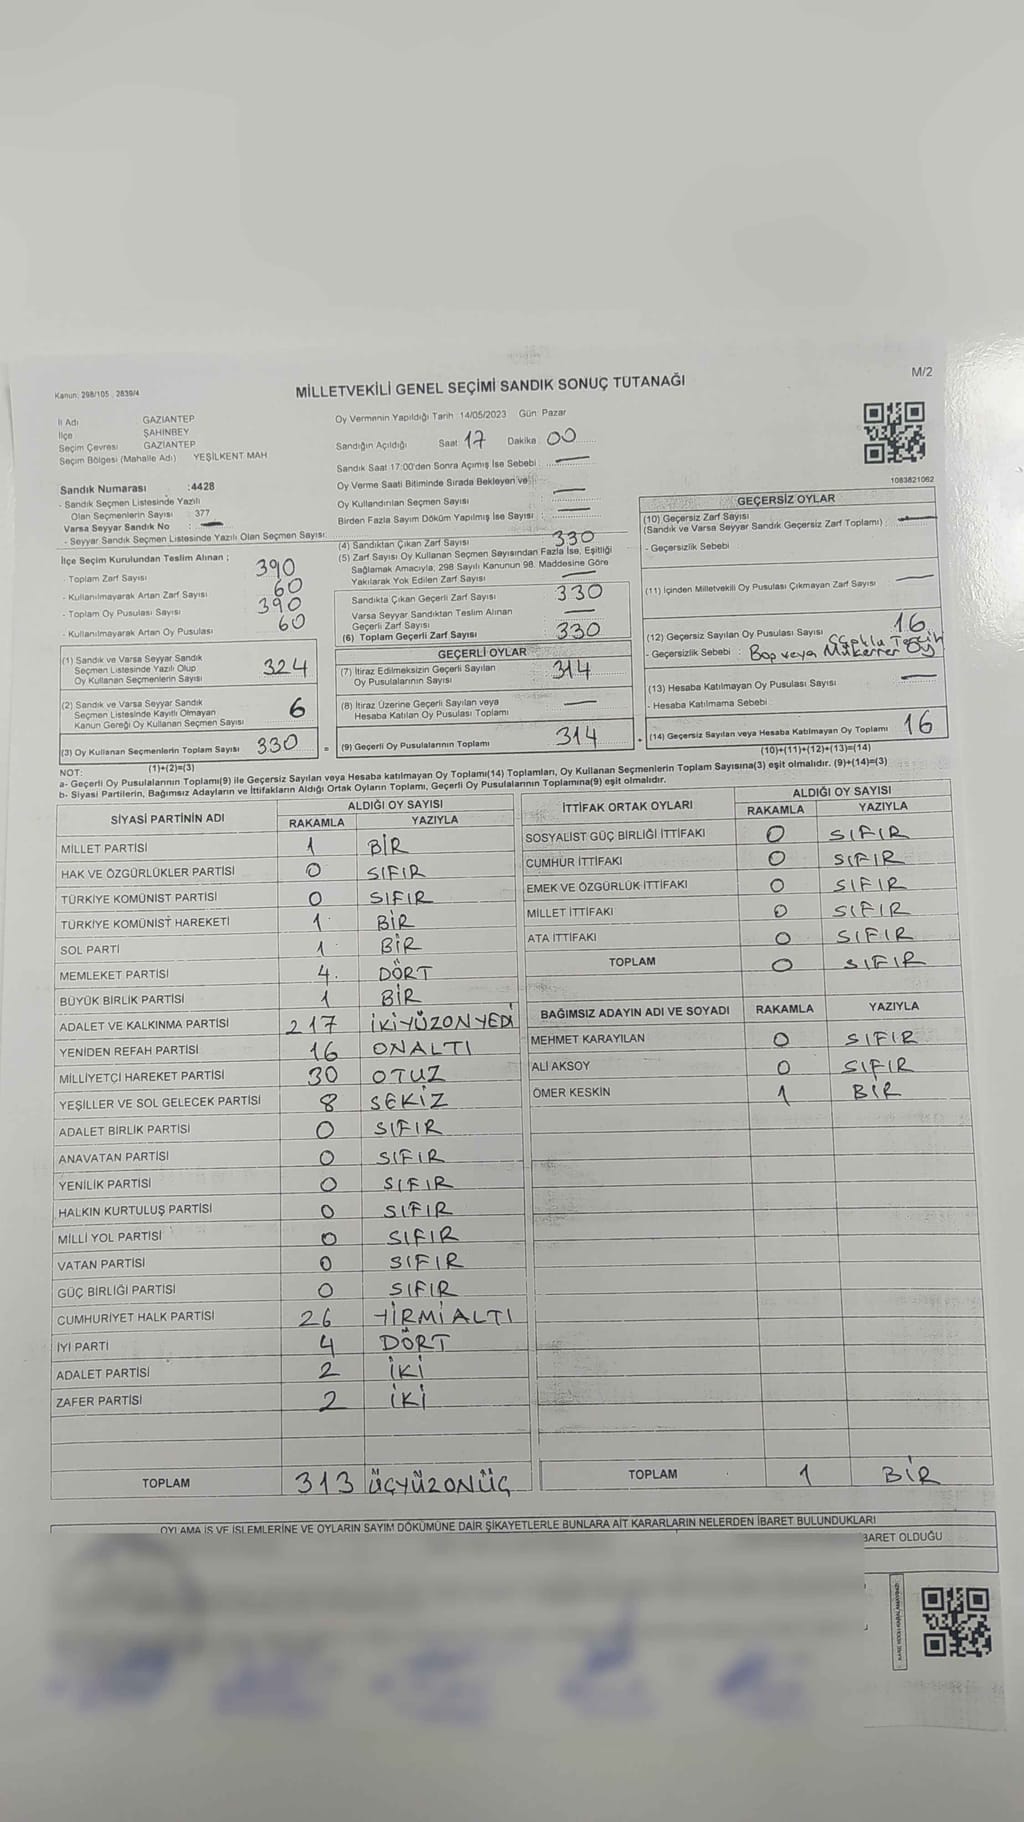 Kanun: 298/105 , 2839/4
MİLLETVEKİLİ GENEL SEÇİMİ SANDIK SONUÇ TUTANAĞI
M/2
İl Adı GAZIANTEP
İlçe ŞAHINBEY
Seçim Çevresi GAZIANTEP
Seçim Bölgesi (Mahalle Adı) YEŞİLKENT MAH
Oy Vermenin Yapıldığı Tarih :14/05/2023 Gün: Pazar
Sandığın Açıldığı Saat 17 Dakika 00
Sandık Saat 17:00'den Sonra Açımış İse Sebebi :
Oy Verme Saati Bitiminde Sırada Bekleyen ve
Oy Kullandırılan Seçmen Sayısı :
Birden Fazla Sayım Döküm Yapılmış İse Sayısı :
1083821062
Sandık Numarası :4428
- Sandık Seçmen Listesinde Yazılı
Olan Seçmenlerin Sayısı : 377
Varsa Seyyar Sandık No :
- Seyyar Sandık Seçmen Listesinde Yazılı Olan Seçmen Sayısı:
İlçe Seçim Kurulundan Teslim Alınan ;
- Toplam Zarf Sayısı 390
- Kullanılmayarak Artan Zarf Sayısı 60
- Toplam Oy Pusulası Sayısı 390
- Kullanılmayarak Artan Oy Pusulası 60
(1) Sandık ve Varsa Seyyar Sandık
Seçmen Listesinde Yazılı Olup
Oy Kullanan Seçmenlerin Sayısı 324
(2) Sandık ve Varsa Seyyar Sandık
Seçmen Listesinde Kayıtlı Olmayan
Kanun Gereği Oy Kullanan Seçmen Sayısı 6
(3) Oy Kullanan Seçmenlerin Toplam Sayısı 330 =
(1)+(2)=(3)
(4) Sandıktan Çıkan Zarf Sayısı 330
(5) Zarf Sayısı Oy Kullanan Seçmen Sayısından Fazla İse, Eşitliği
Sağlamak Amacıyla; 298 Sayılı Kanunun 98. Maddesine Göre
Yakılarak Yok Edilen Zarf Sayısı
Sandıkta Çıkan Geçerli Zarf Sayısı 330
Varsa Seyyar Sandıktan Teslim Alınan
Geçerli Zarf Sayısı
(6) Toplam Geçerli Zarf Sayısı 330
GEÇERLİ OYLAR
(7) İtiraz Edilmeksizin Geçerli Sayılan
Oy Pusulalarının Sayısı 314
(8) İtiraz Üzerine Geçerli Sayılan veya
Hesaba Katılan Oy Pusulası Toplamı
(9) Geçerli Oy Pusulalarının Toplamı 314
GEÇERSİZ OYLAR
(10) Geçersiz Zarf Sayısı
(Sandık ve Varsa Seyyar Sandık Geçersiz Zarf Toplamı) :
- Geçersizlik Sebebi :
(11) İçinden Milletvekili Oy Pusulası Çıkmayan Zarf Sayısı
(12) Geçersiz Sayılan Oy Pusulası Sayısı 16
- Geçersizlik Sebebi : Boş veya Mükerrer Oy
(13) Hesaba Katılmayan Oy Pusulası Sayısı
- Hesaba Katılmama Sebebi
(14) Geçersiz Sayılan veya Hesaba Katılmayan Oy Toplamı 16
(10)+(11)+(12)+(13)=(14)
NOT:
a- Geçerli Oy Pusulalarının Toplamı(9) ile Geçersiz Sayılan veya Hesaba katılmayan Oy Toplamı(14) Toplamları, Oy Kullanan Seçmenlerin Toplam Sayısına(3) eşit olmalıdır. (9)+(14)=(3)
b- Siyasi Partilerin, Bağımsız Adayların ve İttifakların Aldığı Ortak Oyların Toplamı, Geçerli Oy Pusulalarının Toplamına(9) eşit olmalıdır.
SİYASİ PARTİNİN ADI ALDIĞI OY SAYISI
RAKAMLA YAZIYLA
MİLLET PARTİSİ 1 BİR
HAK VE ÖZGÜRLÜKLER PARTİSİ 0 SIFIR
TÜRKİYE KOMÜNİST PARTİSİ 0 SIFIR
TÜRKİYE KOMÜNİST HAREKETİ 1 BİR
SOL PARTİ 1 BİR
MEMLEKET PARTİSİ 4 DÖRT
BÜYÜK BİRLİK PARTİSİ 1 BİR
ADALET VE KALKINMA PARTİSİ 217 İKİYÜZONYEDİ
YENİDEN REFAH PARTİSİ 16 ONALTI
MİLLİYETÇİ HAREKET PARTİSİ 30 OTUZ
YEŞİLLER VE SOL GELECEK PARTİSİ 8 SEKİZ
ADALET BİRLİK PARTİSİ 0 SIFIR
ANAVATAN PARTİSİ 0 SIFIR
YENİLİK PARTİSİ 0 SIFIR
HALKIN KURTULUŞ PARTİSİ 0 SIFIR
MİLLİ YOL PARTİSİ 0 SIFIR
VATAN PARTİSİ 0 SIFIR
GÜÇ BİRLİĞİ PARTİSİ 0 SIFIR
CUMHURİYET HALK PARTİSİ 26 YİRMİALTI
İYİ PARTİ 4 DÖRT
ADALET PARTİSİ 2 İKİ
ZAFER PARTİSİ 2 İKİ
TOPLAM 313 ÜÇYÜZONÜÇ
İTTİFAK ORTAK OYLARI ALDIĞI OY SAYISI
RAKAMLA YAZIYLA
SOSYALİST GÜÇ BİRLİĞİ İTTİFAKI 0 SIFIR
CUMHUR İTTİFAKI 0 SIFIR
EMEK VE ÖZGÜRLÜK İTTİFAKI 0 SIFIR
MİLLET İTTİFAKI 0 SIFIR
ATA İTTİFAKI 0 SIFIR
TOPLAM 0 SIFIR
BAĞIMSIZ ADAYIN ADI VE SOYADI RAKAMLA YAZIYLA
MEHMET KARAYILAN 0 SIFIR
ALİ AKSOY 0 SIFIR
ÖMER KESKİN 1 BİR
TOPLAM 1 BİR
OYLAMA İŞ VE İŞLEMLERİNE VE OYLARIN SAYIM DÖKÜMÜNE DAİR ŞİKAYETLERLE BUNLARA AİT KARARLARIN NELERDEN İBARET BULUNDUKLARI
BARET OLDUĞU